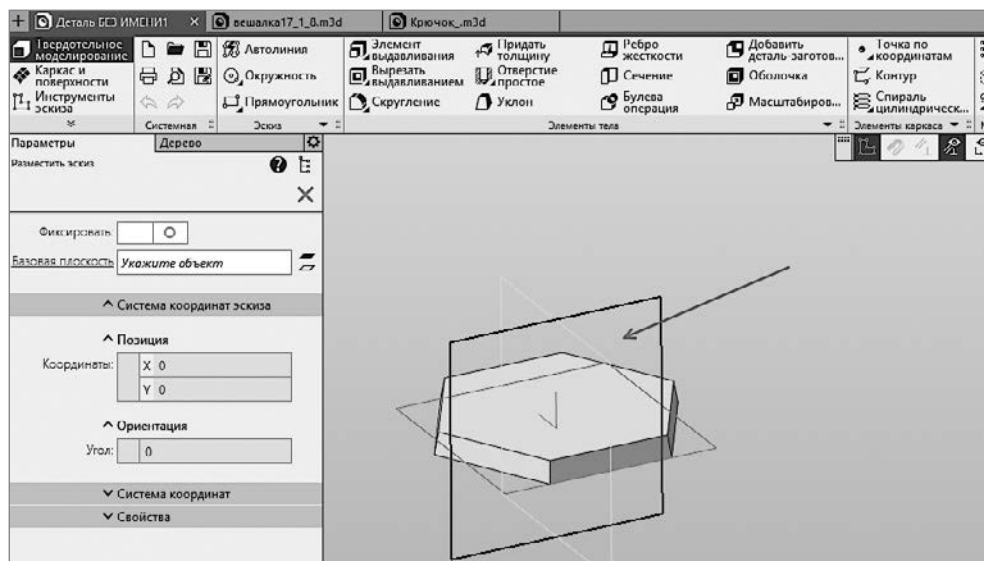 Деталь БЕЗ ИМЕНИ1
вешалка17_1_8.m3d
Крючок_.m3d
Твердотельное моделирование
Каркас и поверхности
Инструменты эскиза
Системная
Автолиния
Окружность
Прямоугольник
Эскиз
Элемент выдавливания
Вырезать выдавливанием
Скругление
Придать толщину
Отверстие простое
Уклон
Ребро жесткости
Сечение
Булева операция
Добавить деталь-заготов...
Оболочка
Масштабиров...
Элементы тела
Точка по координатам
Контур
Спираль цилиндрическ...
Элементы каркаса
Параметры
Дерево
Разместить эскиз
Фиксировать:
Базовая плоскость
Укажите объект
Система координат эскиза
Позиция
Координаты:
X 0
Y 0
Ориентация
Угол:
0
Система координат
Свойства